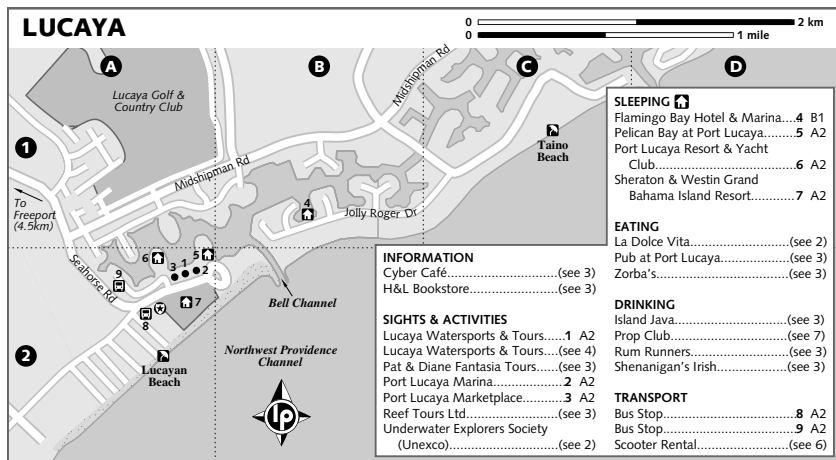 LUCAYA
0 2 km
0 1 mile
A
B
C
D
Lucaya Golf &
Country Club
Midshipman Rd
Taino
Beach
1
Midshipman Rd
To
Freeport
(4.5km)
4
Jolly Roger Dr
6
3 1 5 2
9
Seahorse Rd
7
8
Bell Channel
2
Lucayan
Beach
Northwest Providence
Channel
lp
INFORMATION
Cyber Café....................(see 3)
H&L Bookstore....................(see 3)
SIGHTS & ACTIVITIES
Lucaya Watersports & Tours......1 A2
Lucaya Watersports & Tours.....(see 4)
Pat & Diane Fantasia Tours......(see 3)
Port Lucaya Marina....................2 A2
Port Lucaya Marketplace............3 A2
Reef Tours Ltd....................(see 3)
Underwater Explorers Society
(Unexco)....................(see 2)
SLEEPING
Flamingo Bay Hotel & Marina....4 B1
Pelican Bay at Port Lucaya.........5 A2
Port Lucaya Resort & Yacht
Club....................6 A2
Sheraton & Westin Grand
Bahama Island Resort............7 A2
EATING
La Dolce Vita....................(see 2)
Pub at Port Lucaya....................(see 3)
Zorba's....................(see 3)
DRINKING
Island Java....................(see 3)
Prop Club....................(see 7)
Rum Runners....................(see 3)
Shenanigan's Irish....................(see 3)
TRANSPORT
Bus Stop....................8 A2
Bus Stop....................9 A2
Scooter Rental....................(see 6)